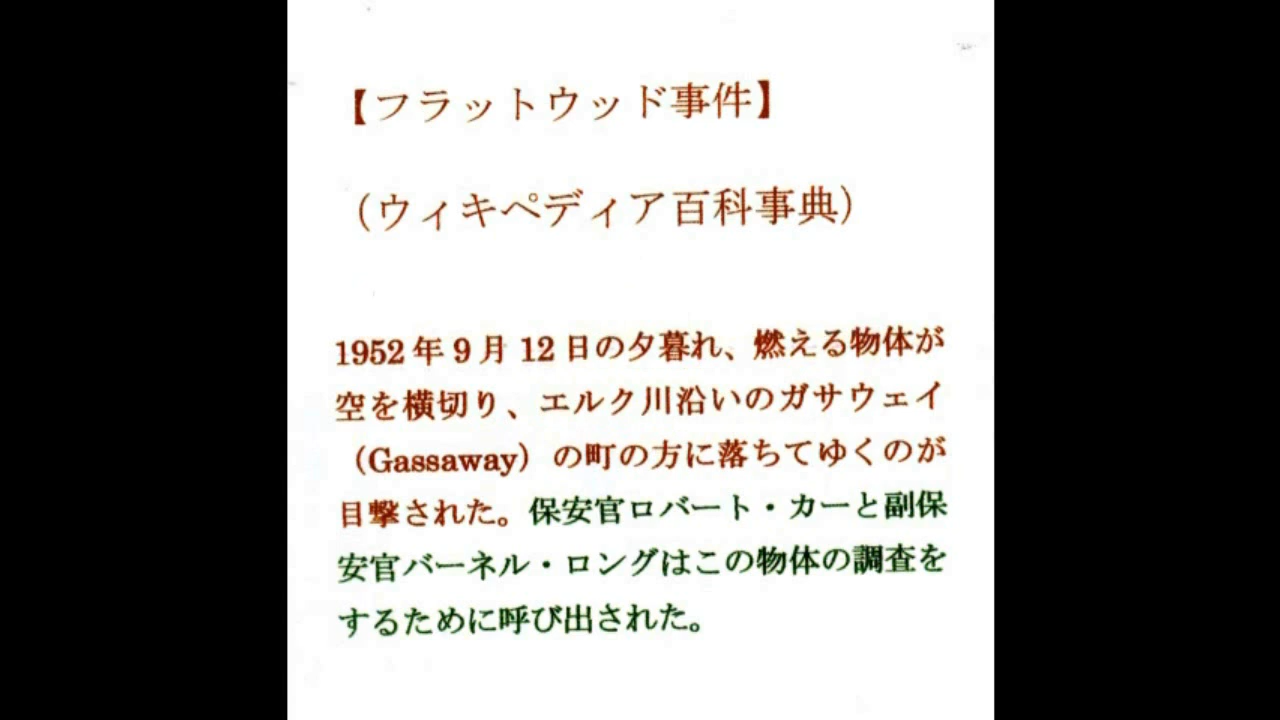 【フラットウッド事件】
（ウィキペディア百科事典）
1952年9月12日の夕暮れ、燃える物体が
空を横切り、エルク川沿いのガサウェイ
（Gassaway）の町の方に落ちてゆくのが
目撃された。保安官ロバート・カーと副保
安官バーネル・ロングはこの物体の調査を
するために呼び出された。